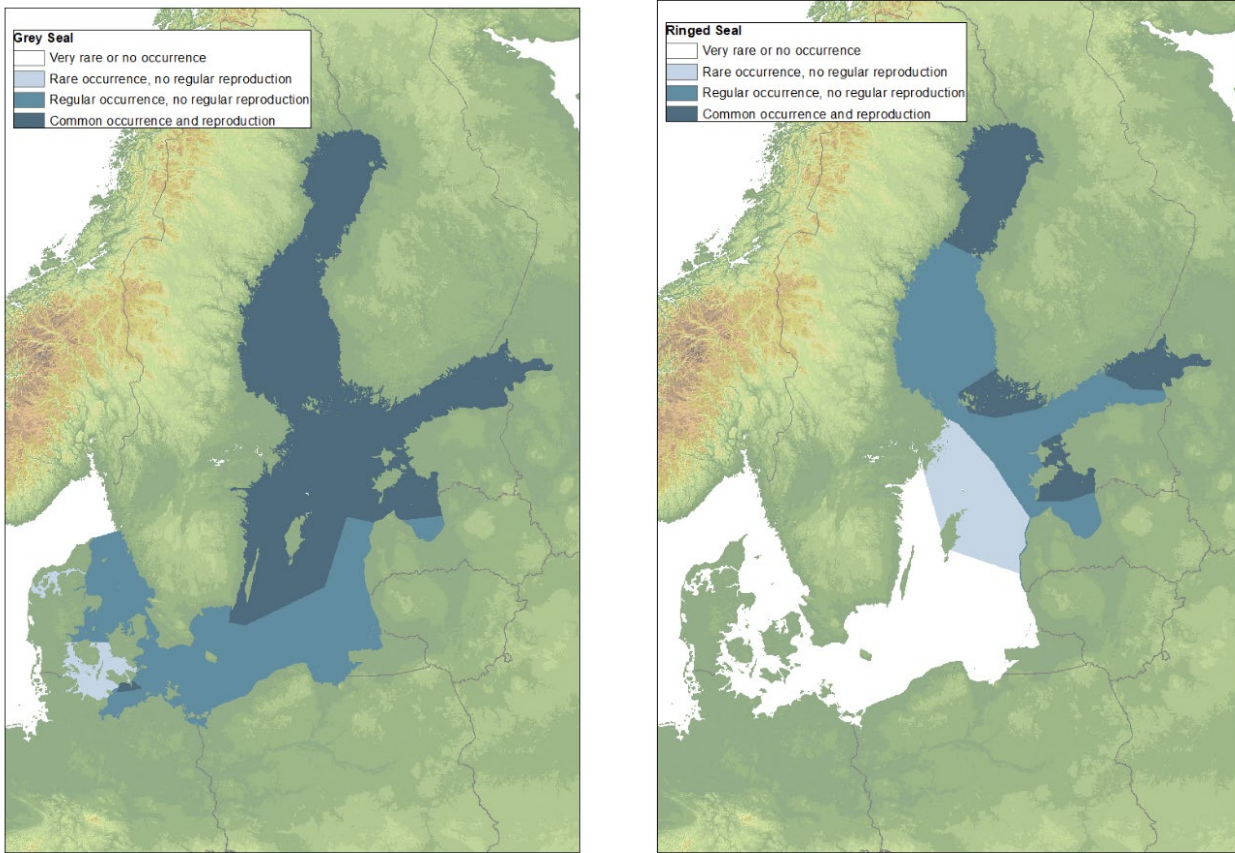 Grey Seal
Very rare or no occurrence
Rare occurrence, no regular reproduction
Regular occurrence, no regular reproduction
Common occurrence and reproduction
Ringed Seal
Very rare or no occurrence
Rare occurrence, no regular reproduction
Regular occurrence, no regular reproduction
Common occurrence and reproduction